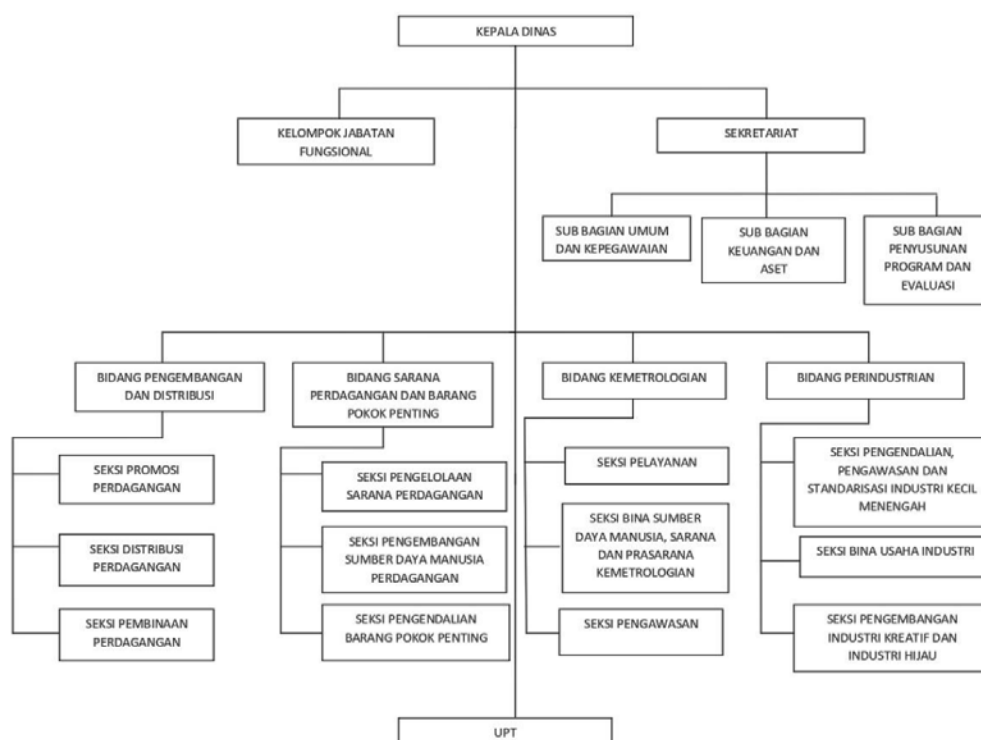 KEPALA DINAS
KELOMPOK JABATAN
FUNGSIONAL
SEKRETARIAT
SUB BAGIAN UMUM
DAN KEPEGAWAIAN
SUB BAGIAN
KEUANGAN DAN
ASET
SUB BAGIAN
PENYUSUNAN
PROGRAM DAN
EVALUASI
BIDANG PENGEMBANGAN
DAN DISTRIBUSI
SEKSI PROMOSI
PERDAGANGAN
SEKSI DISTRIBUSI
PERDAGANGAN
SEKSI PEMBINAAN
PERDAGANGAN
BIDANG SARANA
PERDAGANGAN DAN BARANG
POKOK PENTING
SEKSI PENGELOLAAN
SARANA PERDAGANGAN
SEKSI PENGEMBANGAN
SUMBER DAYA MANUSIA
PERDAGANGAN
SEKSI PENGENDALIAN
BARANG POKOK PENTING
BIDANG KEMETROLOGIAN
SEKSI PELAYANAN
SEKSI BINA SUMBER
DAYA MANUSIA, SARANA
DAN PRASARANA
KEMETROLOGIAN
SEKSI PENGAWASAN
BIDANG PERINDUSTRIAN
SEKSI PENGENDALIAN,
PENGAWASAN DAN
STANDARISASI INDUSTRI KECIL
MENENGAH
SEKSI BINA USAHA INDUSTRI
SEKSI PENGEMBANGAN
INDUSTRI KREATIF DAN
INDUSTRI HIJAU
UPT